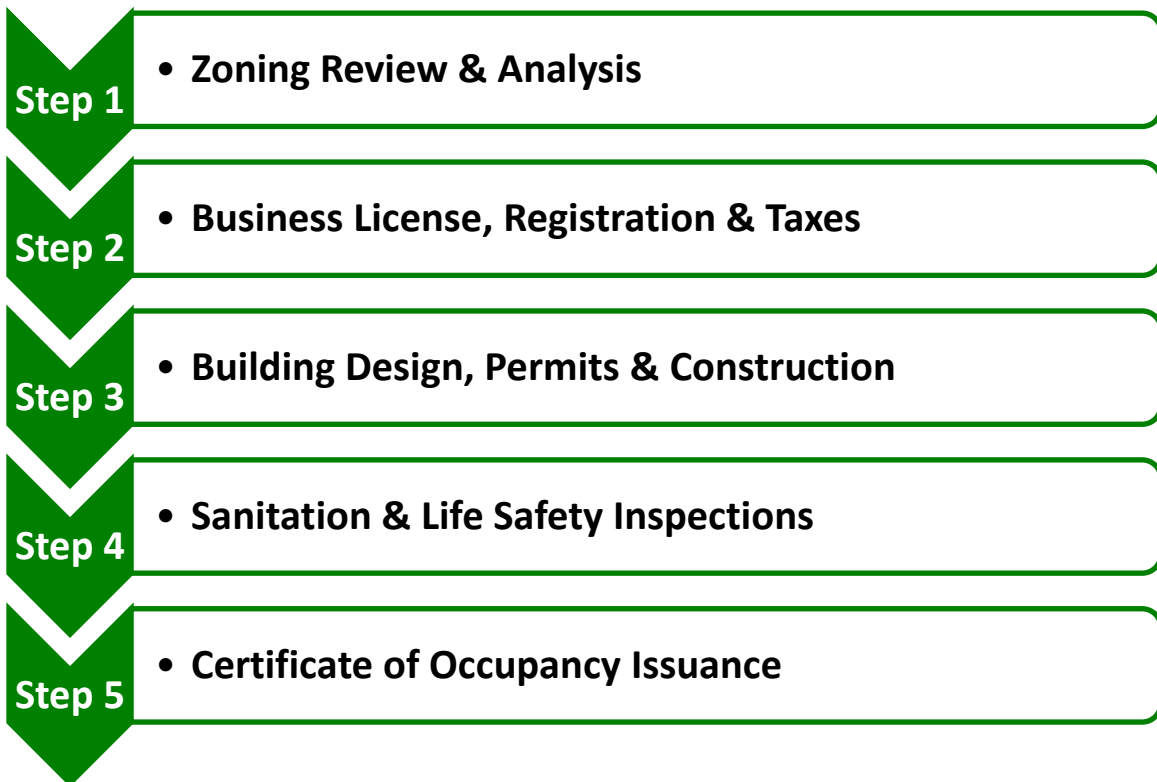 Step 1
• Zoning Review & Analysis
Step 2
• Business License, Registration & Taxes
Step 3
• Building Design, Permits & Construction
Step 4
• Sanitation & Life Safety Inspections
Step 5
• Certificate of Occupancy Issuance